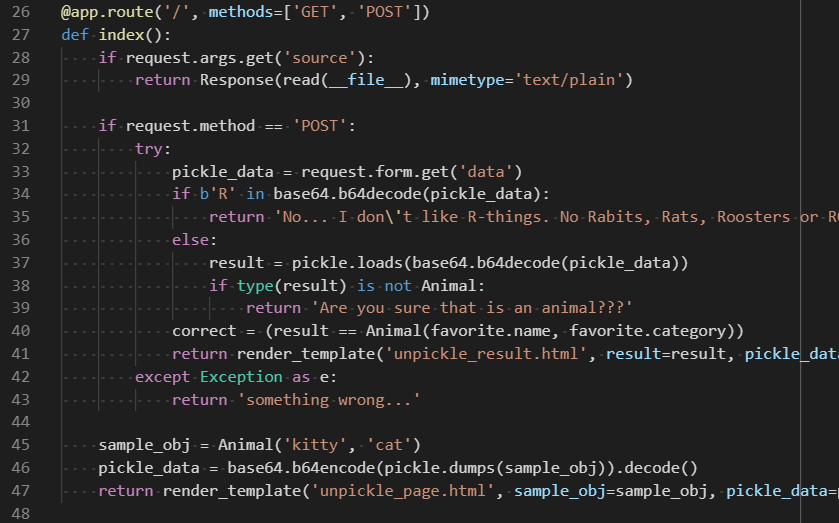 26 @app.route('/', methods=['GET', 'POST'])
27 def index():
28     if request.args.get('source'):
29         return Response(read(__file__), mimetype='text/plain')
30
31     if request.method == 'POST':
32         try:
33             pickle_data = request.form.get('data')
34             if b'R' in base64.b64decode(pickle_data):
35                 return 'No... I don\'t like R-things. No Rabits, Rats, Roosters or
36             else:
37                 result = pickle.loads(base64.b64decode(pickle_data))
38                 if type(result) is not Animal:
39                     return 'Are you sure that is an animal???'
40             correct = (result == Animal(favorite.name, favorite.category))
41             return render_template('unpickle_result.html', result=result, pickle_data
42         except Exception as e:
43             return 'something wrong...'
44
45     sample_obj = Animal('kitty', 'cat')
46     pickle_data = base64.b64encode(pickle.dumps(sample_obj)).decode()
47     return render_template('unpickle_page.html', sample_obj=sample_obj, pickle_data=
48